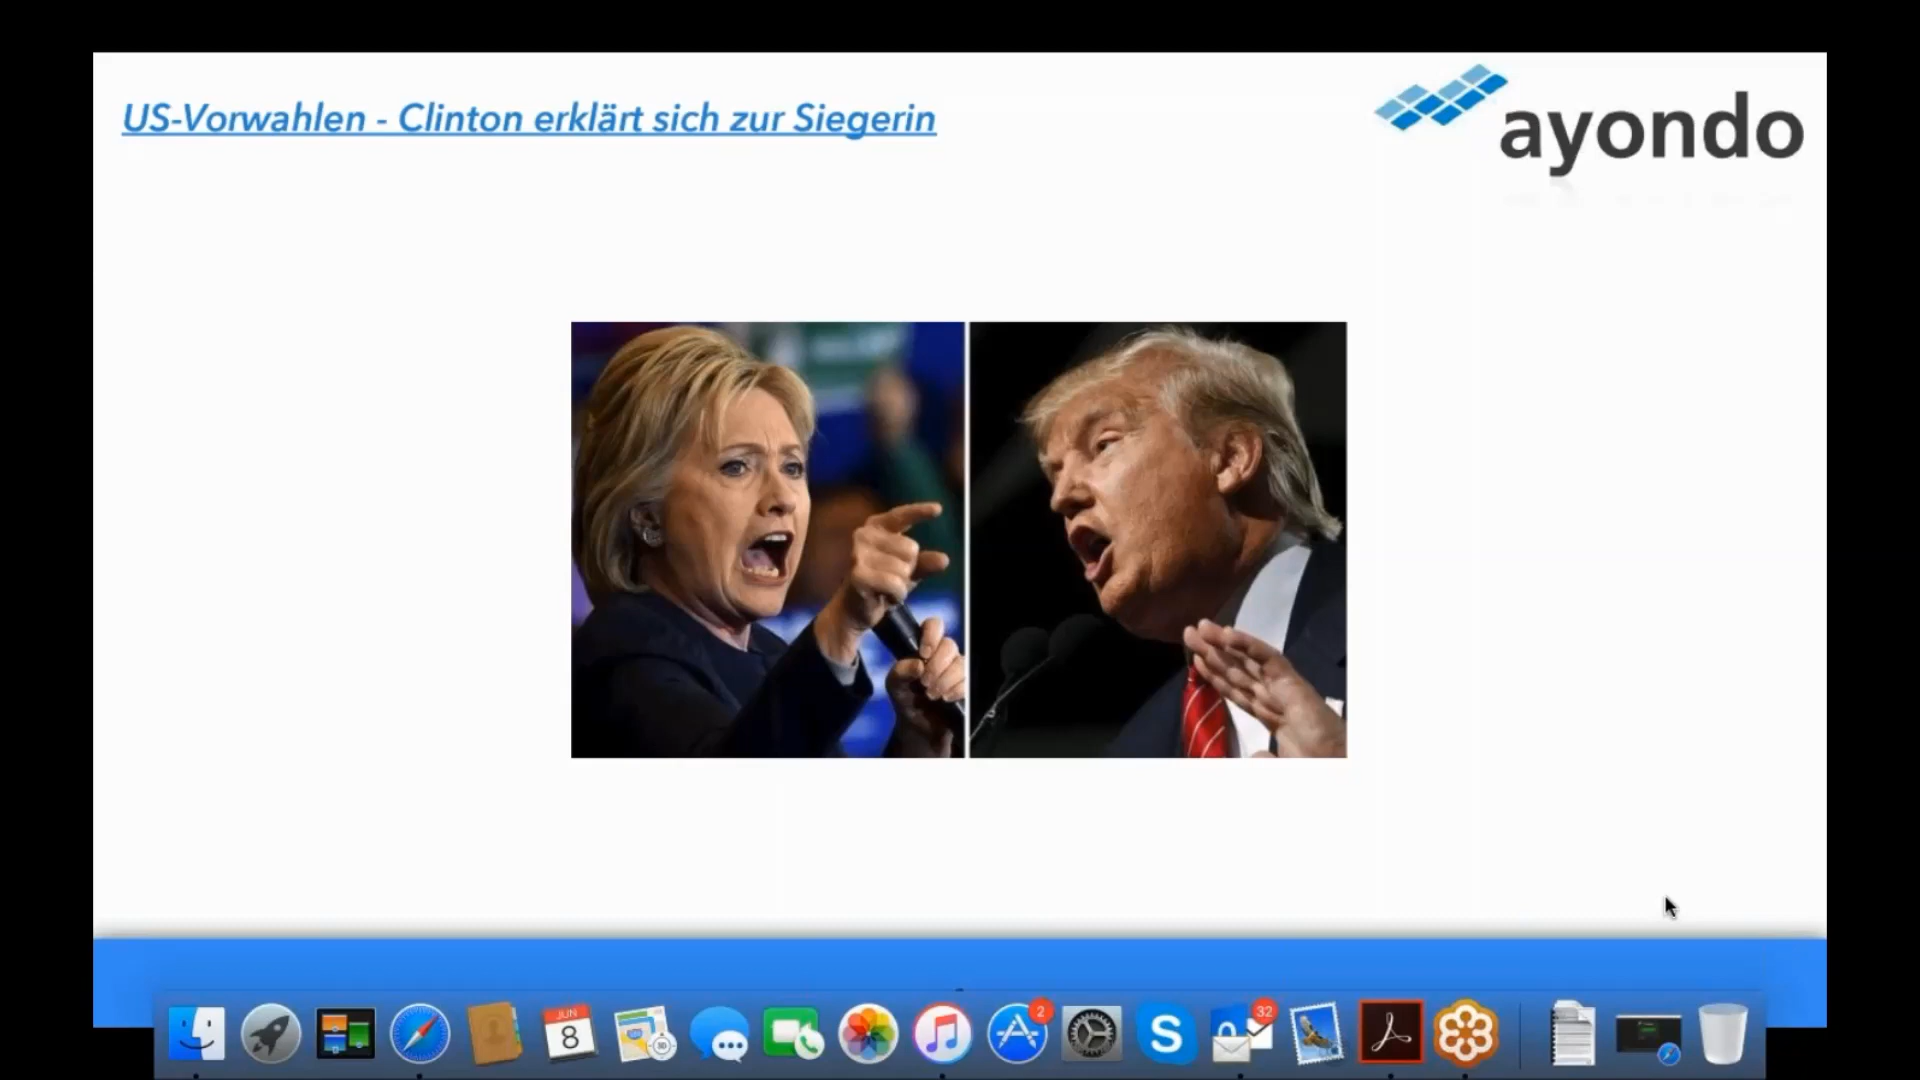 US-Vorwahlen - Clinton erklärt sich zur Siegerin
ayondo
JUN
8
2
32